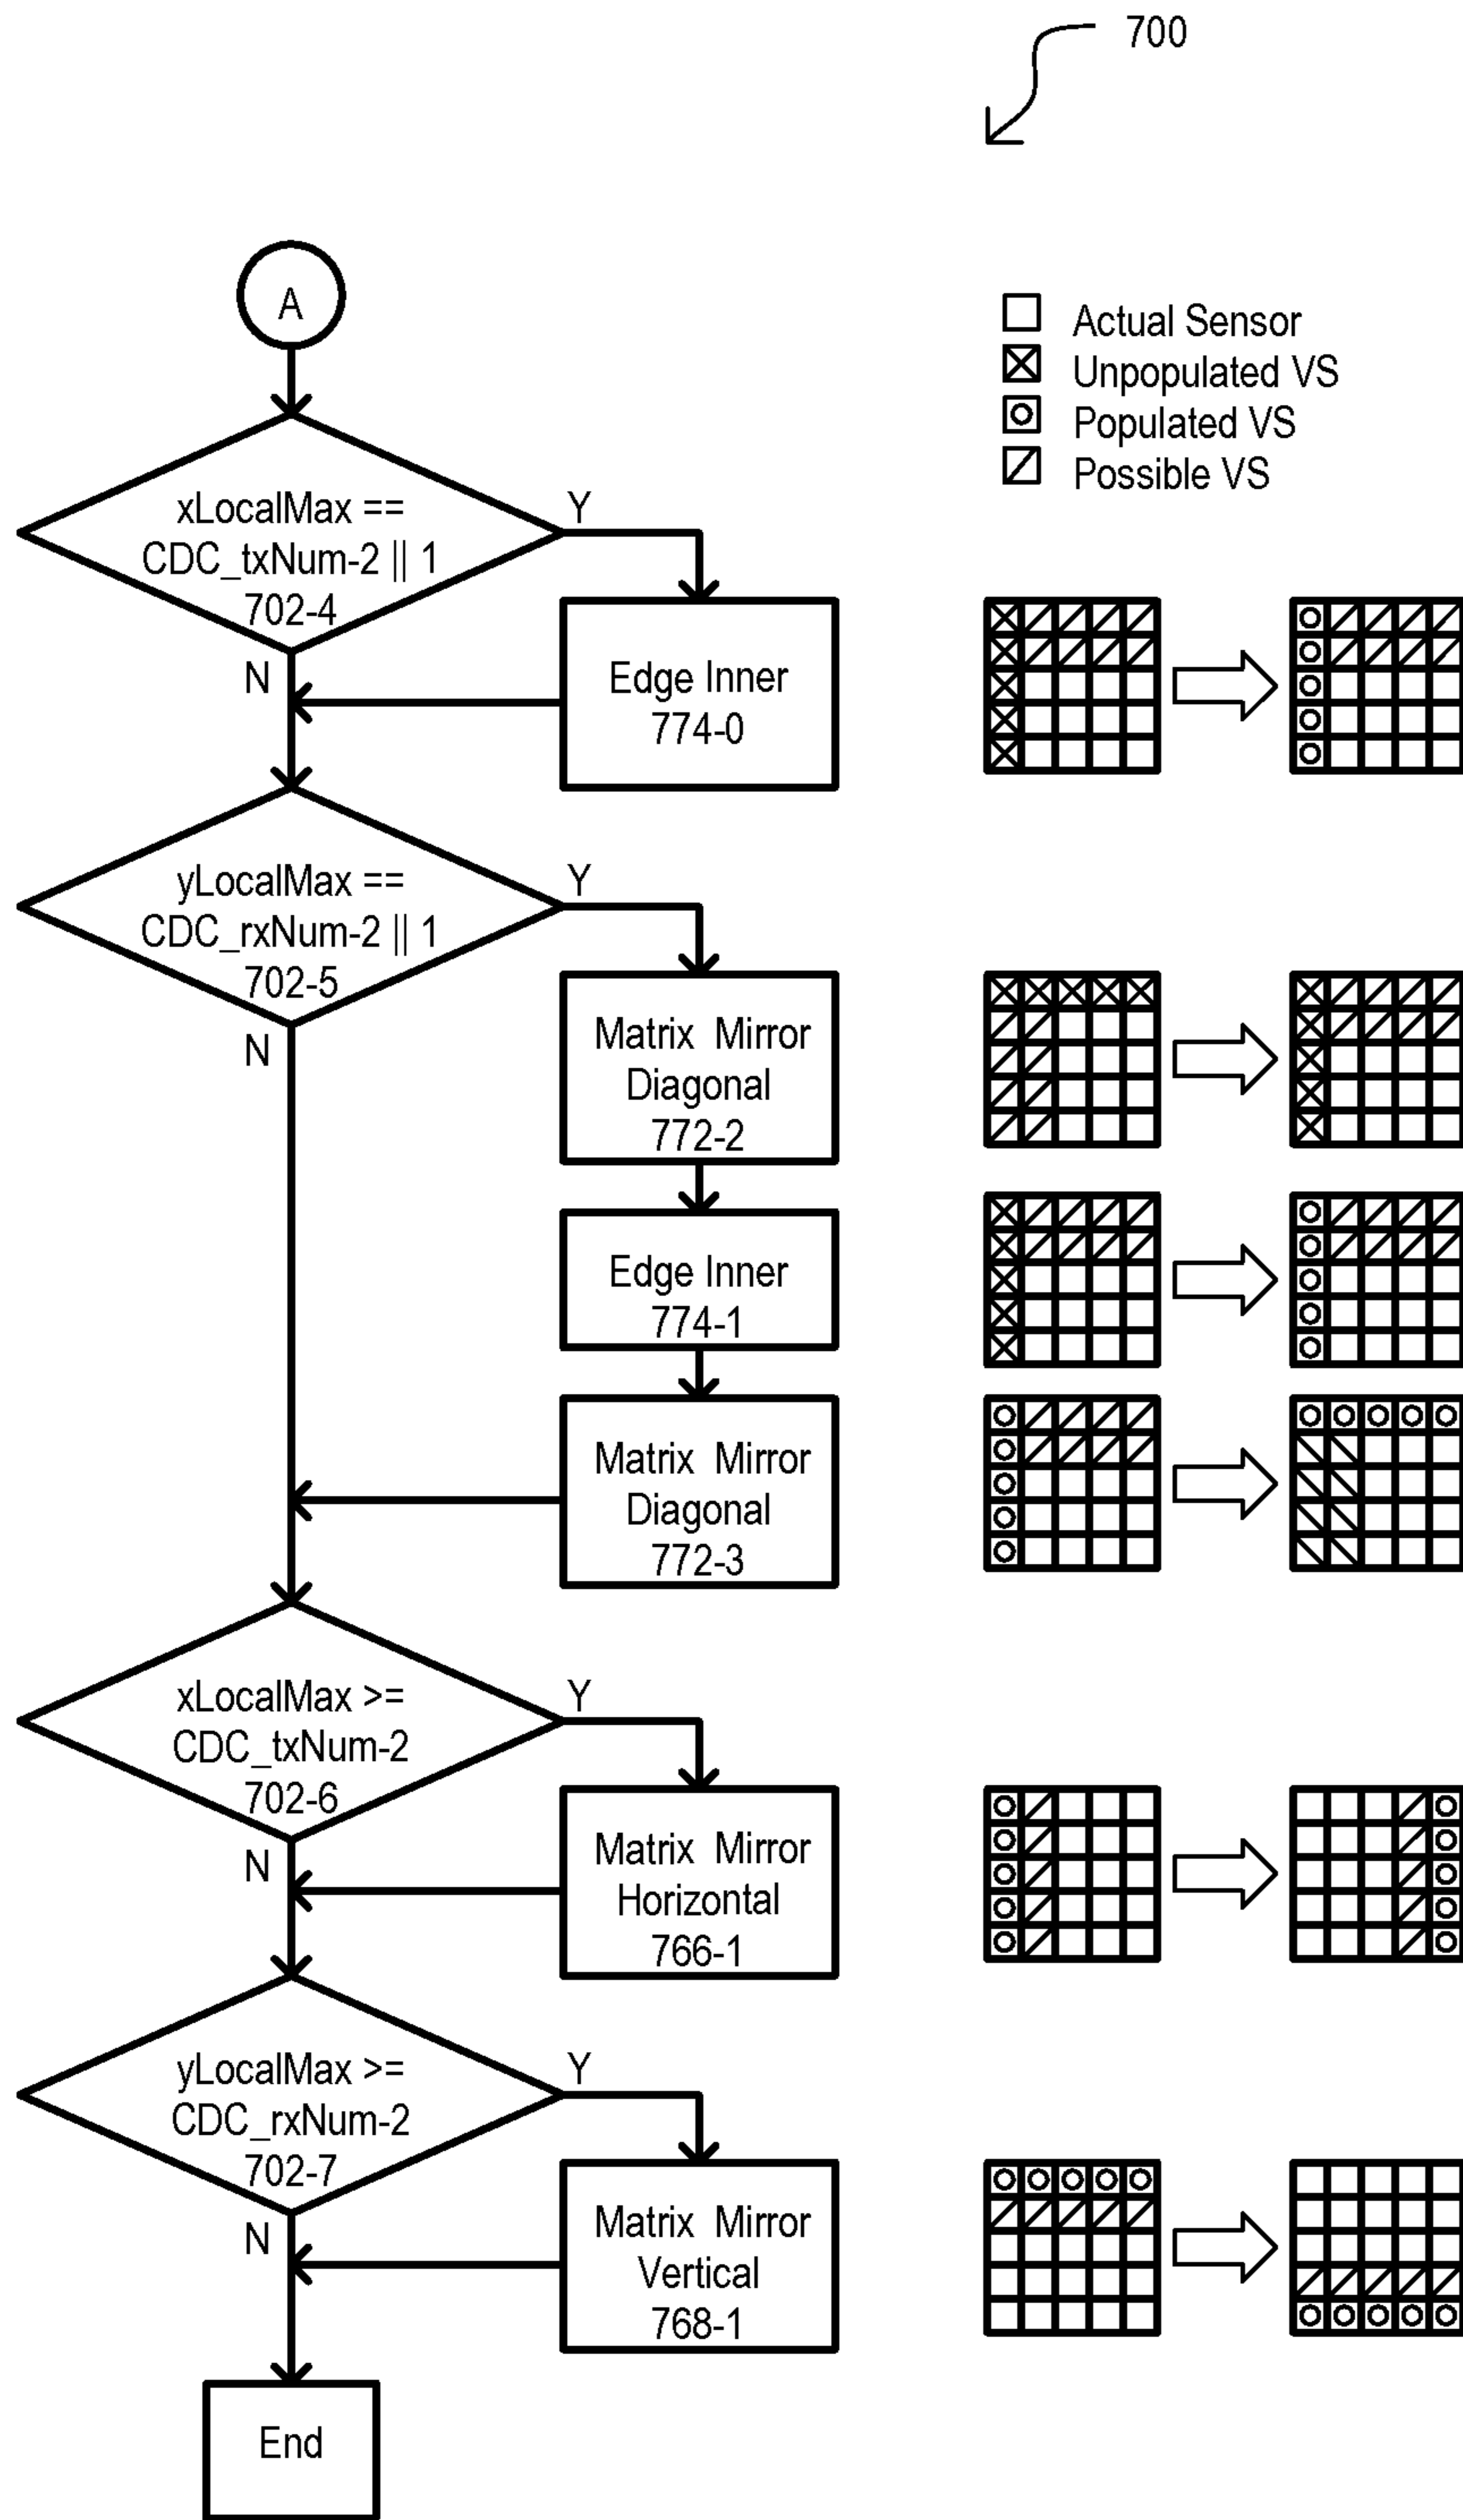 700
A
Actual Sensor
Unpopulated VS
Populated VS
Possible VS
xLocalMax ==
CDC_txNum-2 || 1
702-4
Y
N
Edge Inner
774-0
yLocalMax ==
CDC_rxNum-2 || 1
702-5
Y
N
Matrix Mirror
Diagonal
772-2
Edge Inner
774-1
Matrix Mirror
Diagonal
772-3
xLocalMax >=
CDC_txNum-2
702-6
Y
N
Matrix Mirror
Horizontal
766-1
yLocalMax >=
CDC_rxNum-2
702-7
Y
N
Matrix Mirror
Vertical
768-1
End